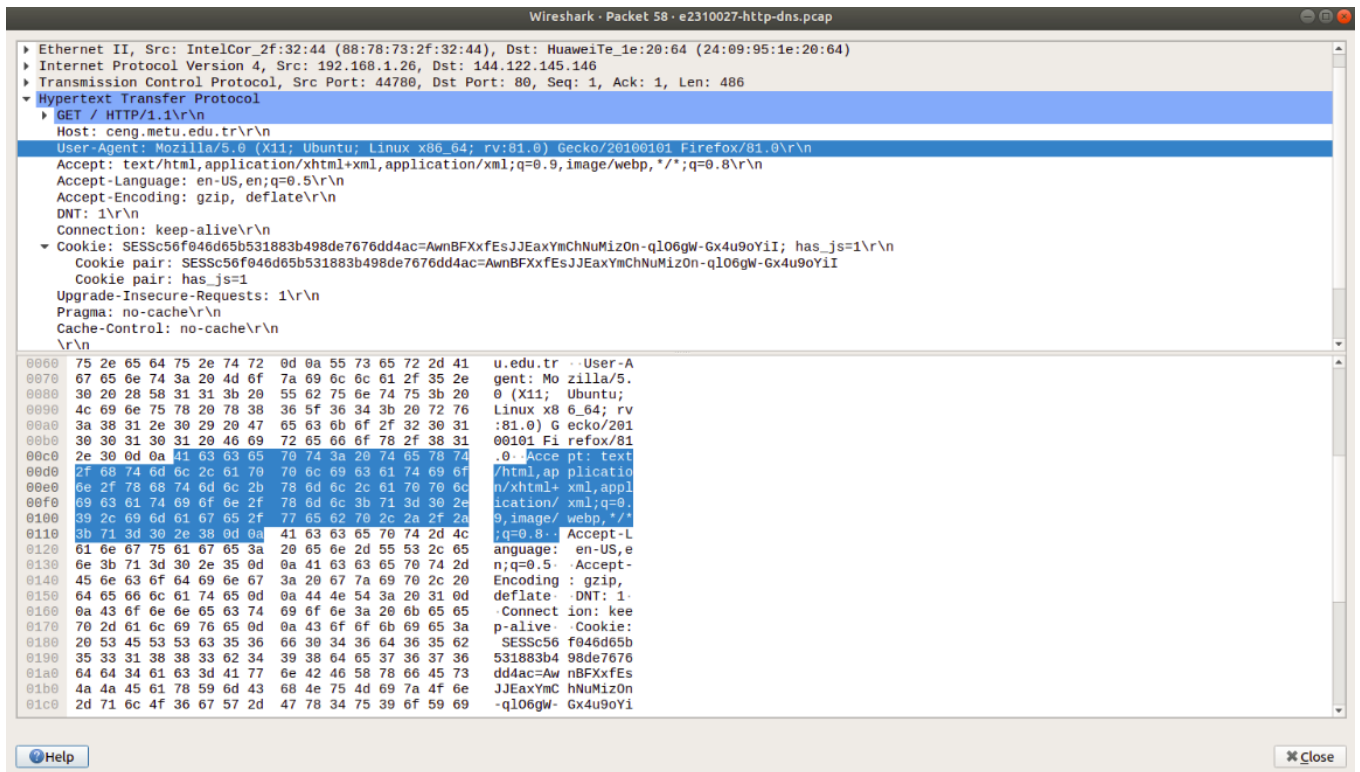 Wireshark · Packet 58 · e2310027-http-dns.pcap
Ethernet II, Src: IntelCor_2f:32:44 (88:78:73:2f:32:44), Dst: HuaweiTe_1e:20:64 (24:09:95:1e:20:64)
Internet Protocol Version 4, Src: 192.168.1.26, Dst: 144.122.145.146
Transmission Control Protocol, Src Port: 44780, Dst Port: 80, Seq: 1, Ack: 1, Len: 486
Hypertext Transfer Protocol
GET / HTTP/1.1\r\n
Host: ceng.metu.edu.tr\r\n
User-Agent: Mozilla/5.0 (X11; Ubuntu; Linux x86_64; rv:81.0) Gecko/20100101 Firefox/81.0\r\n
Accept: text/html,application/xhtml+xml,application/xml;q=0.9,image/webp,*/*;q=0.8\r\n
Accept-Language: en-US,en;q=0.5\r\n
Accept-Encoding: gzip, deflate\r\n
DNT: 1\r\n
Connection: keep-alive\r\n
Cookie: SESSc56f046d65b531883b498de7676dd4ac=AwnBFXxfEsJJEaxYmChNuMizOn-qlO6gW-Gx4u9oYiI; has_js=1\r\n
Cookie pair: SESSc56f046d65b531883b498de7676dd4ac=AwnBFXxfEsJJEaxYmChNuMizOn-qlO6gW-Gx4u9oYiI
Cookie pair: has_js=1
Upgrade-Insecure-Requests: 1\r\n
Pragma: no-cache\r\n
Cache-Control: no-cache\r\n
\r\n
0060 75 2e 65 64 75 2e 74 72 0d 0a 55 73 65 72 2d 41 u.edu.tr ··User-A
0070 67 65 6e 74 3a 20 4d 6f 7a 69 6c 6c 61 2f 35 2e gent: Mo zilla/5.
0080 30 20 28 58 31 31 3b 20 55 62 75 6e 74 75 3b 20 0 (X11; Ubuntu;
0090 4c 69 6e 75 78 20 78 38 36 5f 36 34 3b 20 72 76 Linux x8 6_64; rv
00a0 3a 38 31 2e 30 29 20 47 65 63 6b 6f 2f 32 30 31 :81.0) G ecko/201
00b0 30 30 31 30 31 20 46 69 72 65 66 6f 78 2f 38 31 00101 Fi refox/81
00c0 2e 30 0d 0a 41 63 63 65 70 74 3a 20 74 65 78 74 .0··Acce pt: text
00d0 2f 68 74 6d 6c 2c 61 70 70 6c 69 63 61 74 69 6f /html,ap plicatio
00e0 6e 2f 78 68 74 6d 6c 2b 78 6d 6c 2c 61 70 70 6c n/xhtml+ xml,appl
00f0 69 63 61 74 69 6f 6e 2f 78 6d 6c 3b 71 3d 30 2e ication/ xml;q=0.
0100 39 2c 69 6d 61 67 65 2f 77 65 62 70 2c 2a 2f 2a 9,image/ webp,*/*
0110 3b 71 3d 30 2e 38 0d 0a 41 63 63 65 70 74 2d 4c ;q=0.8·· Accept-L
0120 61 6e 67 75 61 67 65 3a 20 65 6e 2d 55 53 2c 65 anguage: en-US,e
0130 6e 3b 71 3d 30 2e 35 0d 0a 41 63 63 65 70 74 2d n;q=0.5· ·Accept-
0140 45 6e 63 6f 64 69 6e 67 3a 20 67 7a 69 70 2c 20 Encoding : gzip,
0150 64 65 66 6c 61 74 65 0d 0a 44 4e 54 3a 20 31 0d deflate· ·DNT: 1·
0160 0a 43 6f 6e 6e 65 63 74 69 6f 6e 3a 20 6b 65 65 ·Connect ion: kee
0170 70 2d 61 6c 69 76 65 0d 0a 43 6f 6f 6b 69 65 3a p-alive· ·Cookie:
0180 20 53 45 53 53 63 35 36 66 30 34 36 64 36 35 62 SESSc56 f046d65b
0190 35 33 31 38 38 33 62 34 39 38 64 65 37 36 37 36 531883b4 98de7676
01a0 64 64 34 61 63 3d 41 77 6e 42 46 58 78 66 45 73 dd4ac=Aw nBFXxfEs
01b0 4a 4a 45 61 78 59 6d 43 68 4e 75 4d 69 7a 4f 6e JJEaxYmC hNuMizOn
01c0 2d 71 6c 4f 36 67 57 2d 47 78 34 75 39 6f 59 69 -qlO6gW- Gx4u9oYi
Help
Close